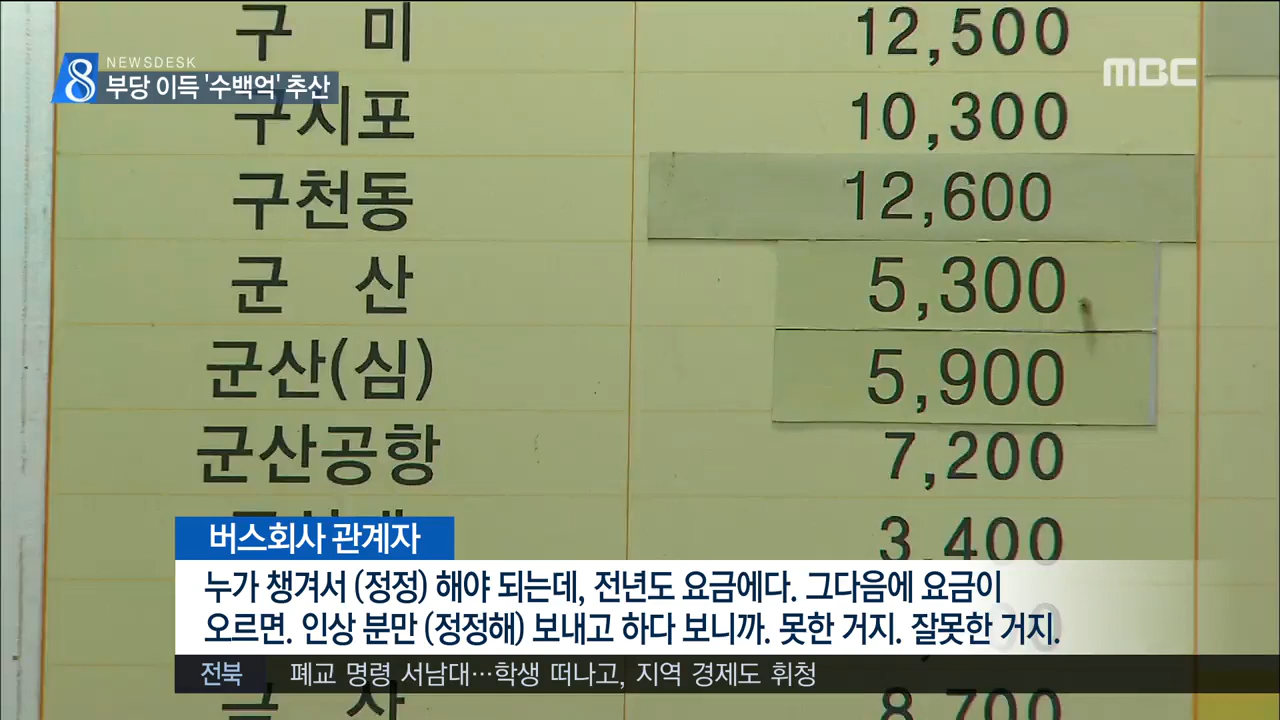 구 미 12,500
NEWSDESK
8 부당 이득 '수백억' 추산
MBC
구시포 10,300
구천동 12,600
군 산 5,300
군산(심) 5,900
군산공항 7,200
3,400
버스회사 관계자
누가 챙겨서 (정정) 해야 되는데, 전년도 요금에다. 그다음에 요금이
오르면. 인상 분만 (정정해) 보내고 하다 보니까. 못한 거지. 잘못한 거지.
전북 폐교 명령 서남대…학생 떠나고, 지역 경제도 휘청
8,700